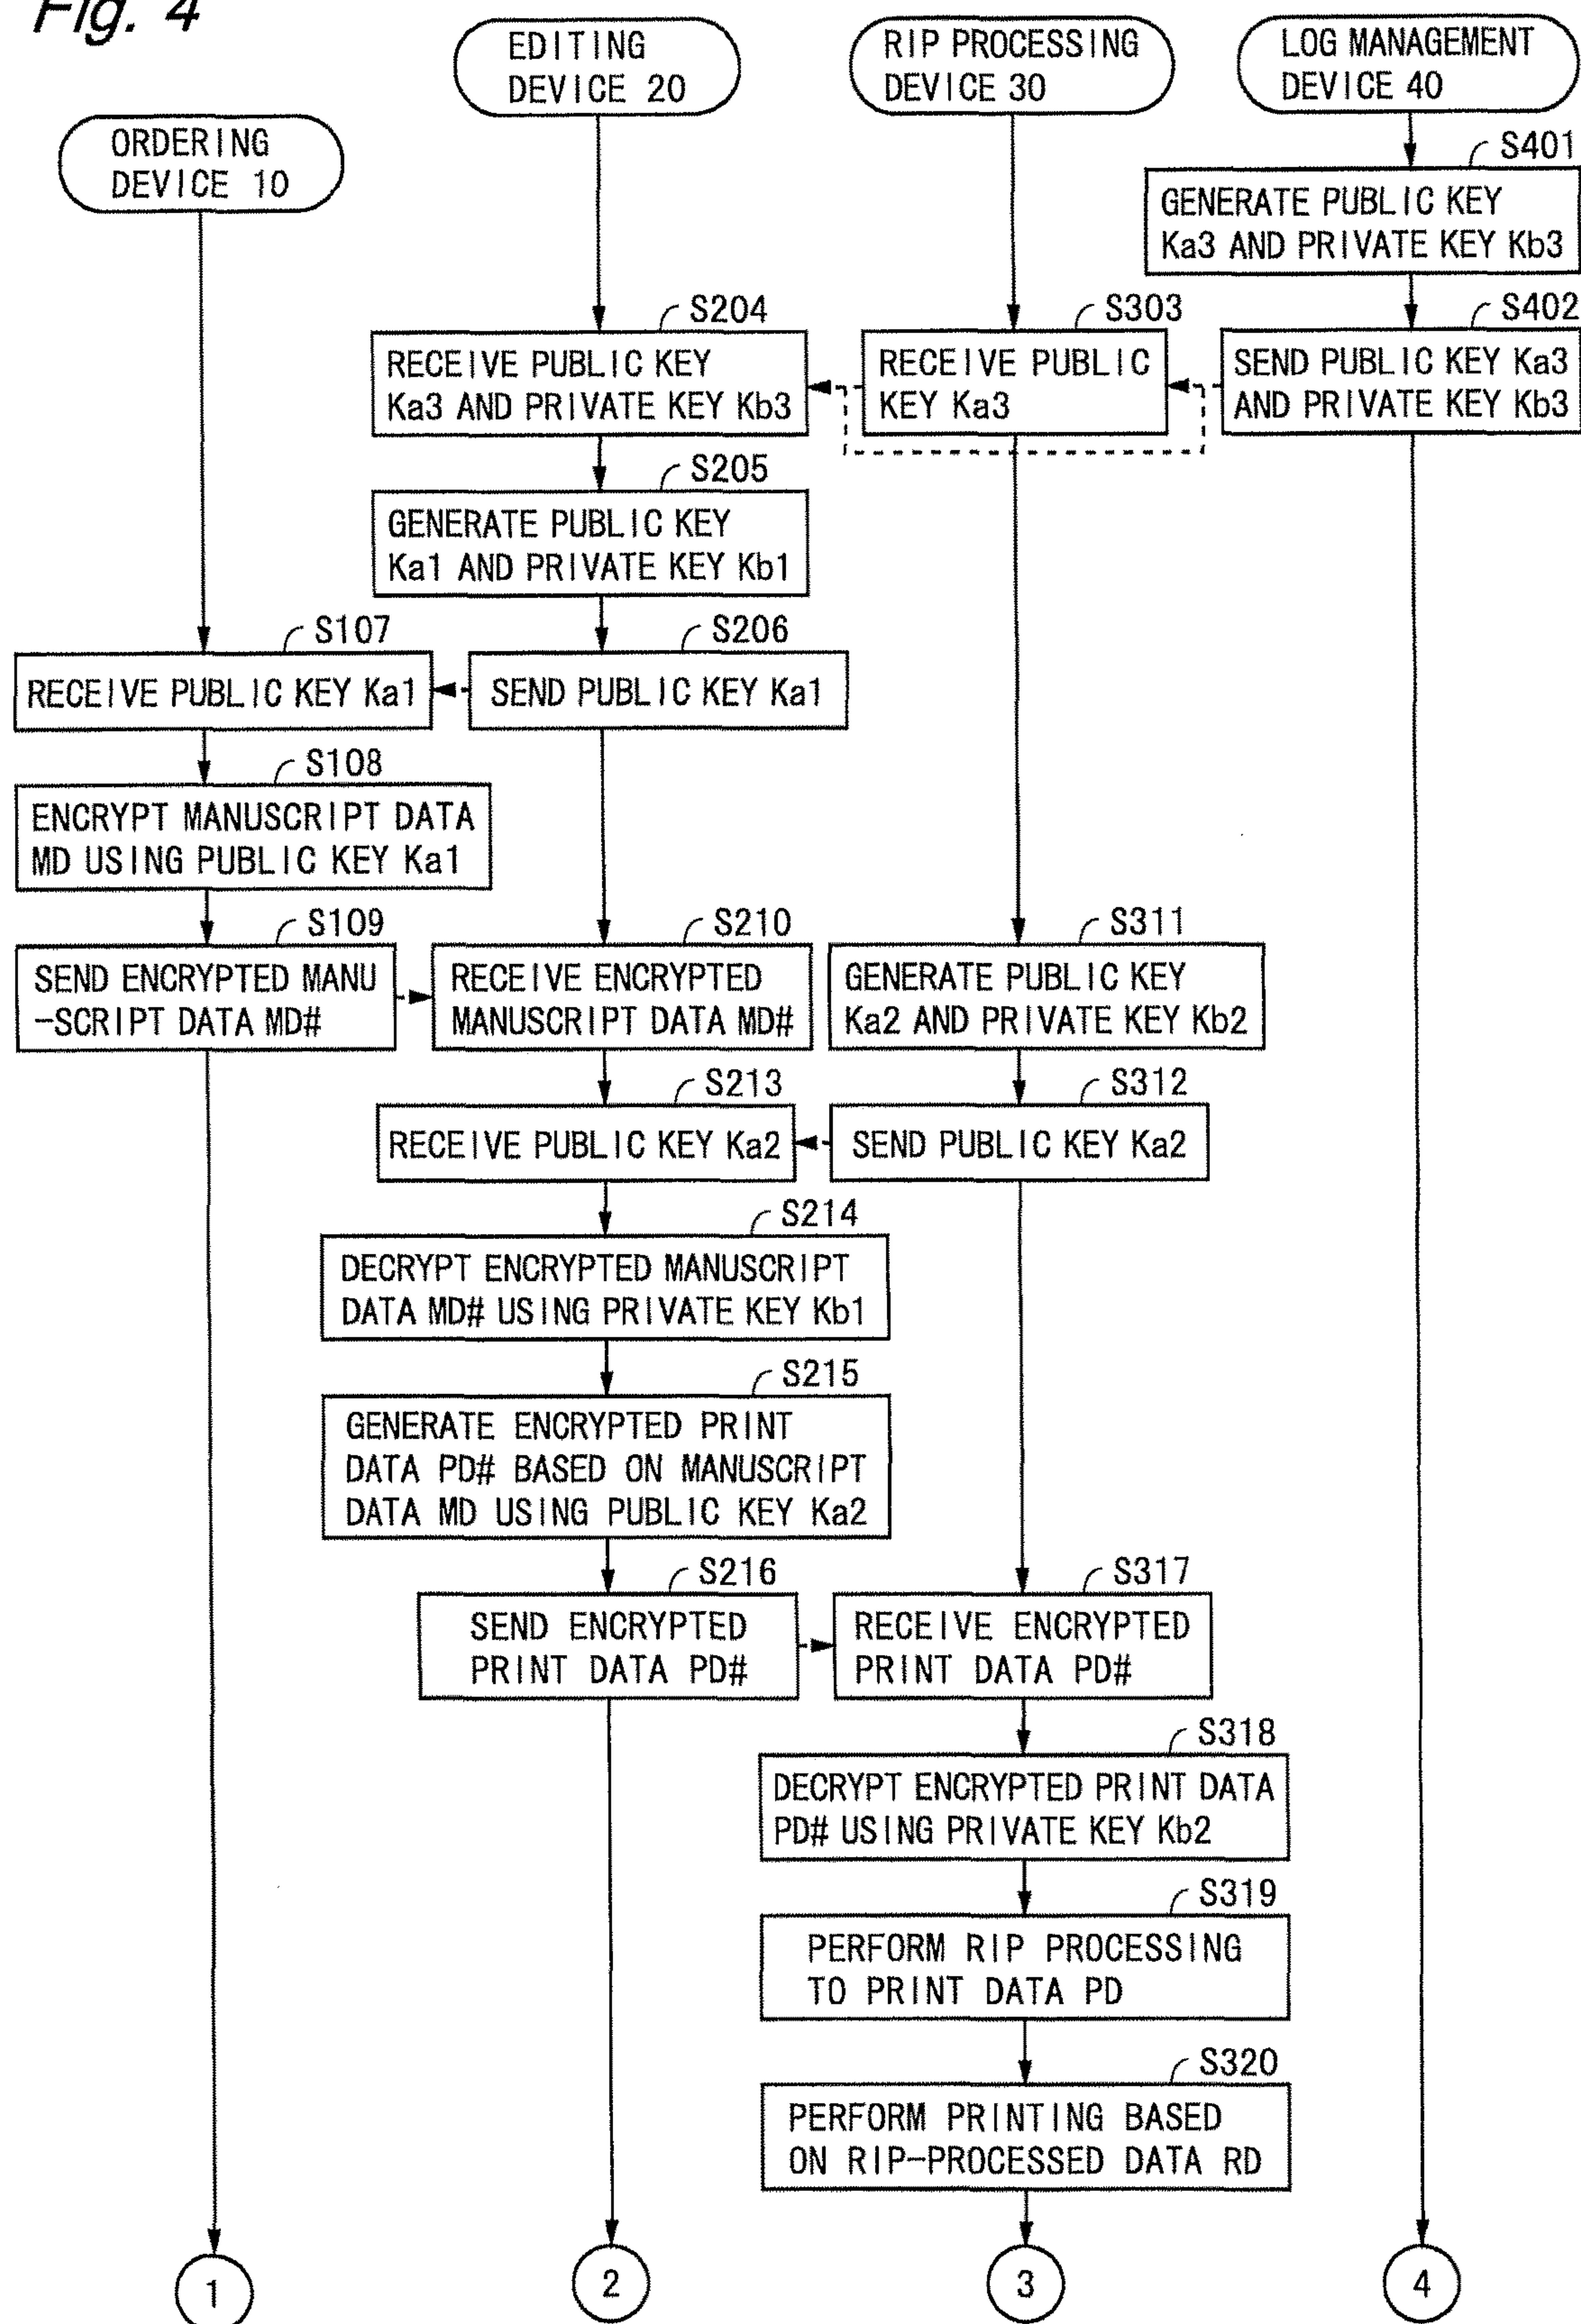 Fig. 4
EDITING
DEVICE 20
RIP PROCESSING
DEVICE 30
LOG MANAGEMENT
DEVICE 40
ORDERING
DEVICE 10
S401
GENERATE PUBLIC KEY
Ka3 AND PRIVATE KEY Kb3
S204
RECEIVE PUBLIC KEY
Ka3 AND PRIVATE KEY Kb3
S303
RECEIVE PUBLIC
KEY Ka3
S402
SEND PUBLIC KEY Ka3
AND PRIVATE KEY Kb3
S205
GENERATE PUBLIC KEY
Ka1 AND PRIVATE KEY Kb1
S107
RECEIVE PUBLIC KEY Ka1
S206
SEND PUBLIC KEY Ka1
S108
ENCRYPT MANUSCRIPT DATA
MD USING PUBLIC KEY Ka1
S109
SEND ENCRYPTED MANU
-SCRIPT DATA MD#
S210
RECEIVE ENCRYPTED
MANUSCRIPT DATA MD#
S311
GENERATE PUBLIC KEY
Ka2 AND PRIVATE KEY Kb2
S213
RECEIVE PUBLIC KEY Ka2
S312
SEND PUBLIC KEY Ka2
S214
DECRYPT ENCRYPTED MANUSCRIPT
DATA MD# USING PRIVATE KEY Kb1
S215
GENERATE ENCRYPTED PRINT
DATA PD# BASED ON MANUSCRIPT
DATA MD USING PUBLIC KEY Ka2
S216
SEND ENCRYPTED
PRINT DATA PD#
S317
RECEIVE ENCRYPTED
PRINT DATA PD#
S318
DECRYPT ENCRYPTED PRINT DATA
PD# USING PRIVATE KEY Kb2
S319
PERFORM RIP PROCESSING
TO PRINT DATA PD
S320
PERFORM PRINTING BASED
ON RIP-PROCESSED DATA RD
1
2
3
4